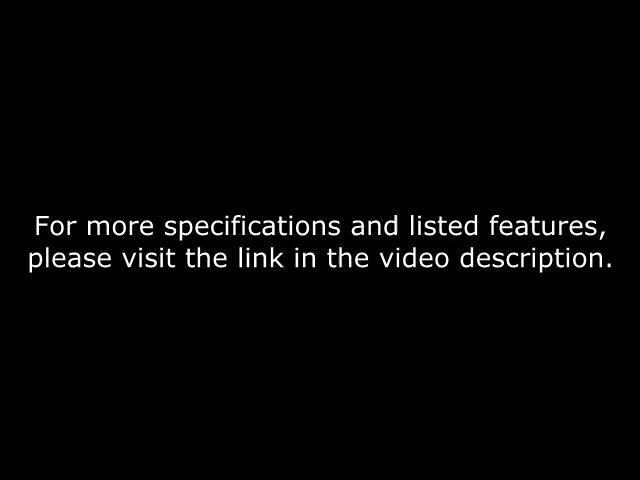 For more specifications and listed features,
please visit the link in the video description.